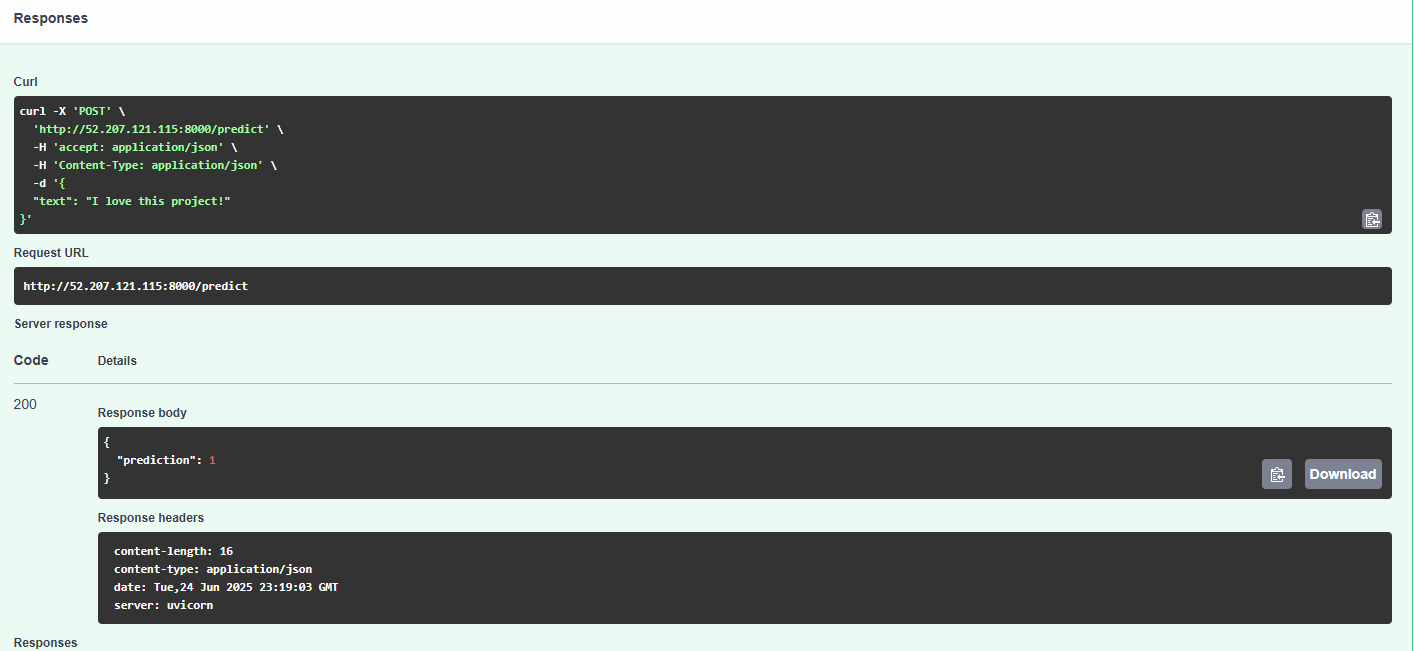 Responses
Curl
curl -X 'POST' \
  'http://52.207.121.115:8000/predict' \
  -H 'accept: application/json' \
  -H 'Content-Type: application/json' \
  -d '{
  "text": "I love this project!"
}'
Request URL
http://52.207.121.115:8000/predict
Server response
Code Details
200
Response body
{
  "prediction": 1
}
Download
Response headers
content-length: 16
content-type: application/json
date: Tue,24 Jun 2025 23:19:03 GMT
server: uvicorn
Responses